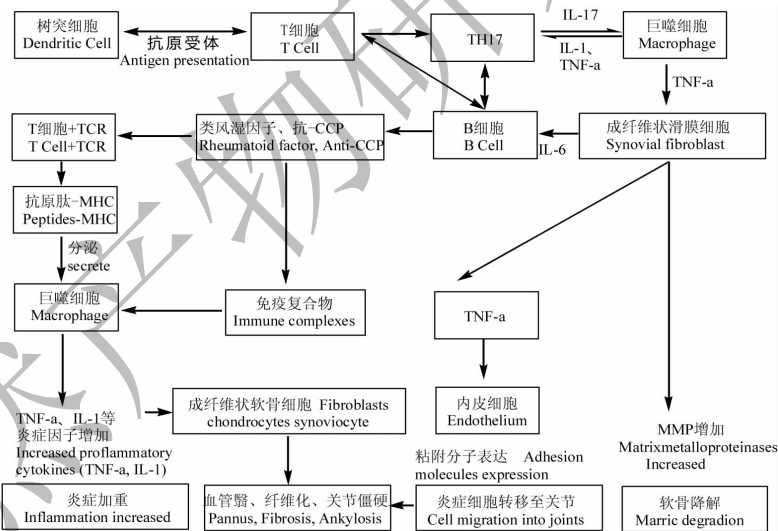 树突细胞
Dendritic Cell
抗原受体
Antigen presentation
T细胞
T Cell
TH17
IL-17
IL-1、
TNF-a
巨噬细胞
Macrophage
TNF-a
T细胞+TCR
T Cell+TCR
类风湿因子、抗-CCP
Rheumatoid factor, Anti-CCP
B细胞
B Cell
IL-6
成纤维状滑膜细胞
Synovial fibroblast
抗原肽-MHC
Peptides-MHC
分泌
secrete
巨噬细胞
Macrophage
免疫复合物
Immune complexes
TNF-a
TNF-a、IL-1等
炎症因子增加
Increased proflammatory
cytokines (TNF-a, IL-1)
成纤维状软骨细胞 Fibroblasts
chondrocytes synoviocyte
内皮细胞
Endothelium
MMP增加
Matrixmetalloproteinases
Increased
粘附分子表达 Adhesion
molecules expression
炎症加重
Inflammation increased
血管翳、纤维化、关节僵硬
Pannus, Fibrosis, Ankylosis
炎症细胞转移至关节
Cell migration into joints
软骨降解
Marric degradation
然产物研